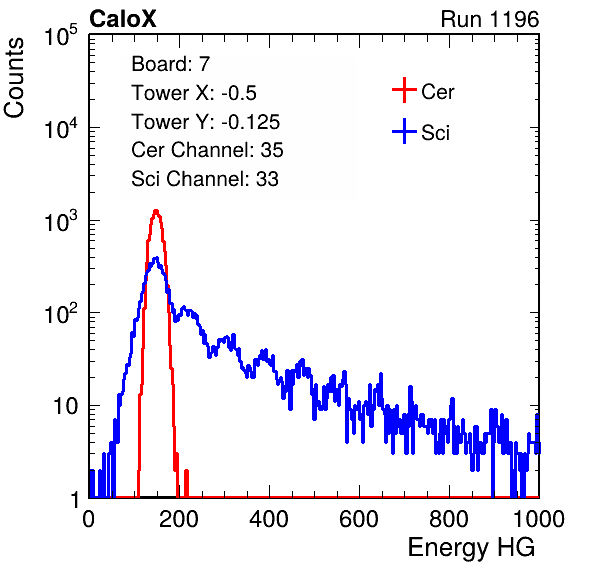 CaloX
Run 1196
Counts
10^5
10^4
10^3
10^2
10
1
Board: 7
Tower X: -0.5
Tower Y: -0.125
Cer Channel: 35
Sci Channel: 33
Cer
Sci
0 200 400 600 800 1000
Energy HG